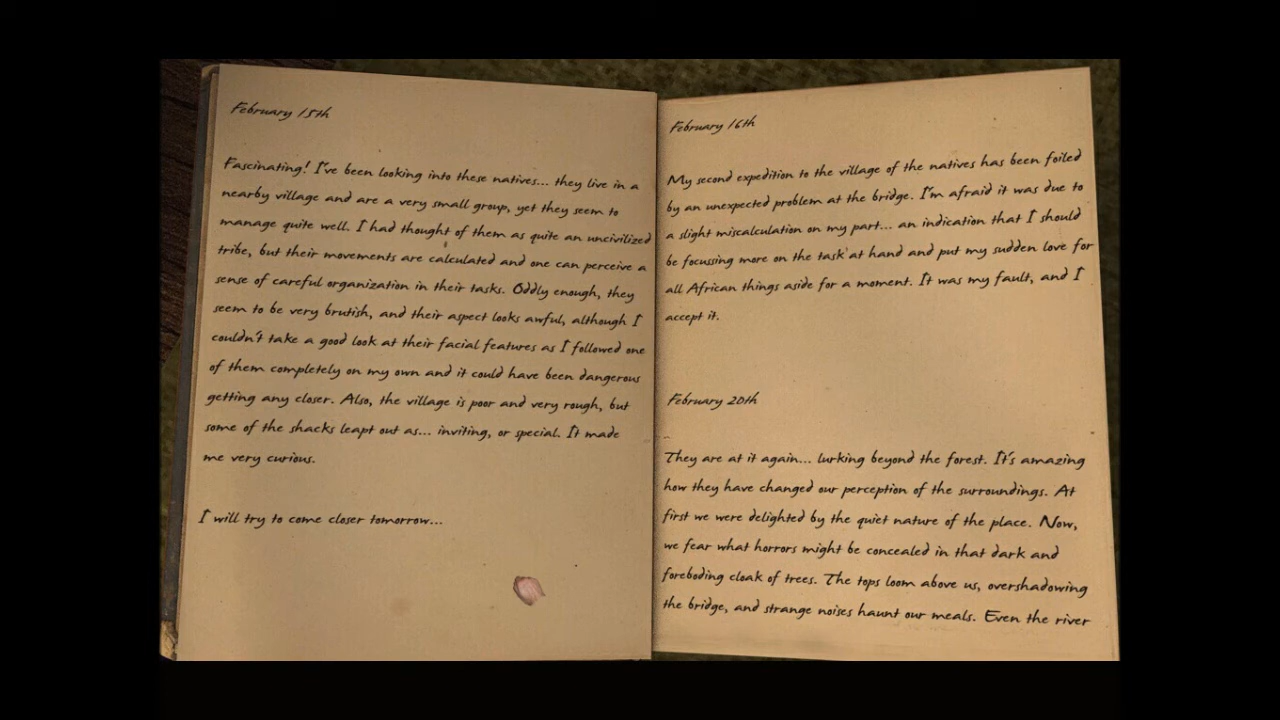 February 15th
Fascinating! I've been looking into these natives... they live in a
nearby village and are a very small group, yet they seem to
manage quite well. I had thought of them as quite an uncivilized
tribe, but their movements are calculated and one can perceive a
sense of careful organization in their tasks. Oddly enough, they
seem to be very brutish, and their aspect looks awful, although I
couldn't take a good look at their facial features as I followed one
of them completely on my own and it could have been dangerous
getting any closer. Also, the village is poor and very rough, but
some of the shacks leapt out as... inviting, or special. It made
me very curious.
I will try to come closer tomorrow...
February 16th
My second expedition to the village of the natives has been foiled
by an unexpected problem at the bridge. I'm afraid it was due to
a slight miscalculation on my part... an indication that I should
be focussing more on the task at hand and put my sudden love for
all African things aside for a moment. It was my fault, and I
accept it.
February 20th
They are at it again... lurking beyond the forest. It's amazing
how they have changed our perception of the surroundings. At
first we were delighted by the quiet nature of the place. Now,
we fear what horrors might be concealed in that dark and
foreboding cloak of trees. The tops loom above us, overshadowing
the bridge, and strange noises haunt our meals. Even the river